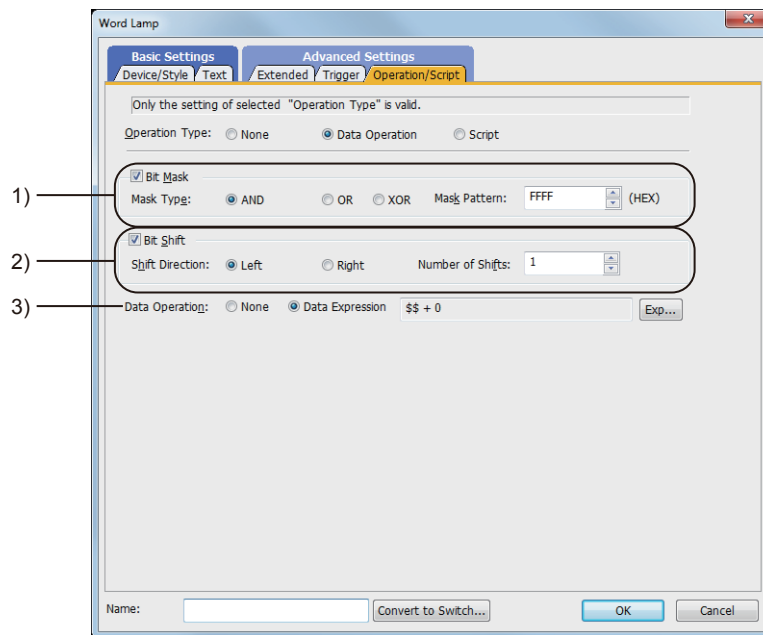 Word Lamp
Basic Settings Advanced Settings
Device/Style Text Extended Trigger Operation/Script
Only the setting of selected "Operation Type" is valid.
Operation Type: None Data Operation Script
1)
Bit Mask
Mask Type: AND OR XOR Mask Pattern: FFFF (HEX)
2)
Bit Shift
Shift Direction: Left Right Number of Shifts: 1
3) Data Operation: None Data Expression $$ + 0 Exp...
Name: Convert to Switch... OK Cancel